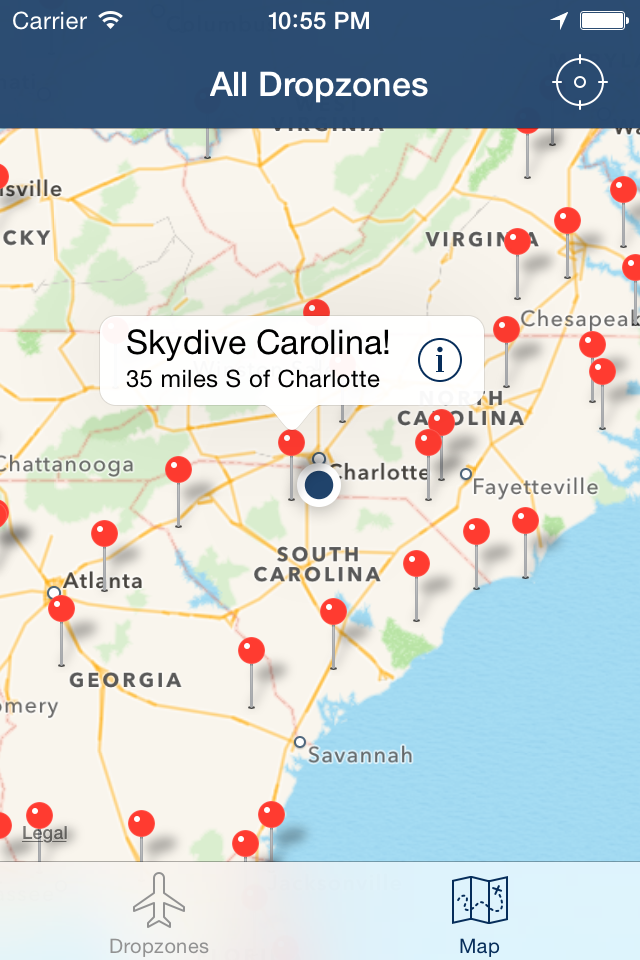 Carrier
10:55 PM
All Dropzones
VIRGINIA
sville
CKY
VIRGINIA
Chesapeak
Skydive Carolina!
35 miles S of Charlotte
i
NORTH
CAROLINA
Chattanooga
Charlotte
Fayetteville
SOUTH
CAROLINA
Atlanta
GEORGIA
omery
Savannah
Legal
Dropzones
Map